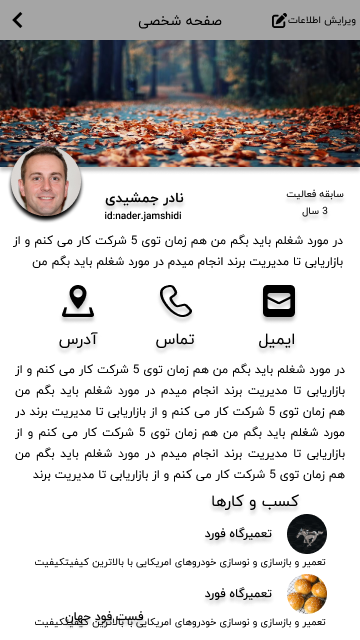 ویرایش اطلاعات
صفحه شخصی
سابقه فعالیت
نادر جمشیدی
3 سال
id:nader.jamshidi
در مورد شغلم باید بگم من هم زمان توی 5 شرکت کار می کنم و از
بازاریابی تا مدیریت برند انجام میدم در مورد شغلم باید بگم من
ایمیل
تماس
آدرس
در مورد شغلم باید بگم من هم زمان توی 5 شرکت کار می کنم و از
بازاریابی تا مدیریت برند انجام میدم در مورد شغلم باید بگم من
هم زمان توی 5 شرکت کار می کنم و از بازاریابی تا مدیریت برند در
مورد شغلم باید بگم من هم زمان توی 5 شرکت کار می کنم و از
بازاریابی تا مدیریت برند انجام میدم در مورد شغلم باید بگم من
هم زمان توی 5 شرکت کار می کنم و از بازاریابی تا مدیریت برند
کسب و کارها
تعمیرگاه فورد
تعمیر و بازسازی و نوسازی خودروهای امریکایی با بالاترین کیفیتکیفیت
تعمیرگاه فورد
فست فود جهان
تعمیر و بازسازی و نوسازی خودروهای امریکایی با بالاترین کیفیتکیفیت